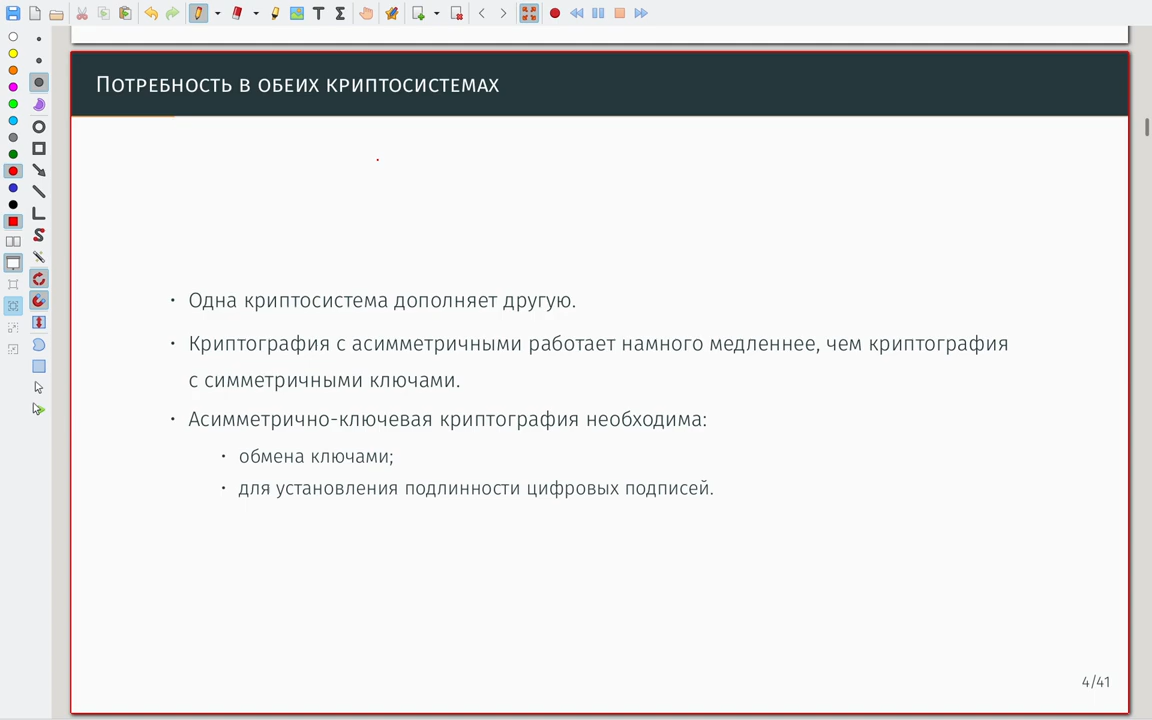 Потребность в обеих криптосистемах
• Одна криптосистема дополняет другую.
• Криптография с асимметричными работает намного медленнее, чем криптография
с симметричными ключами.
• Асимметрично-ключевая криптография необходима:
• обмена ключами;
• для установления подлинности цифровых подписей.
4/41